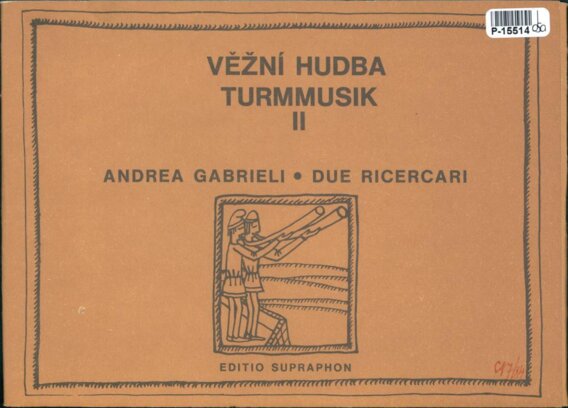 P-15514
VĚŽNÍ HUDBA
TURMMUSIK
II
ANDREA GABRIELI • DUE RICERCARI
EDITIO SUPRAPHON